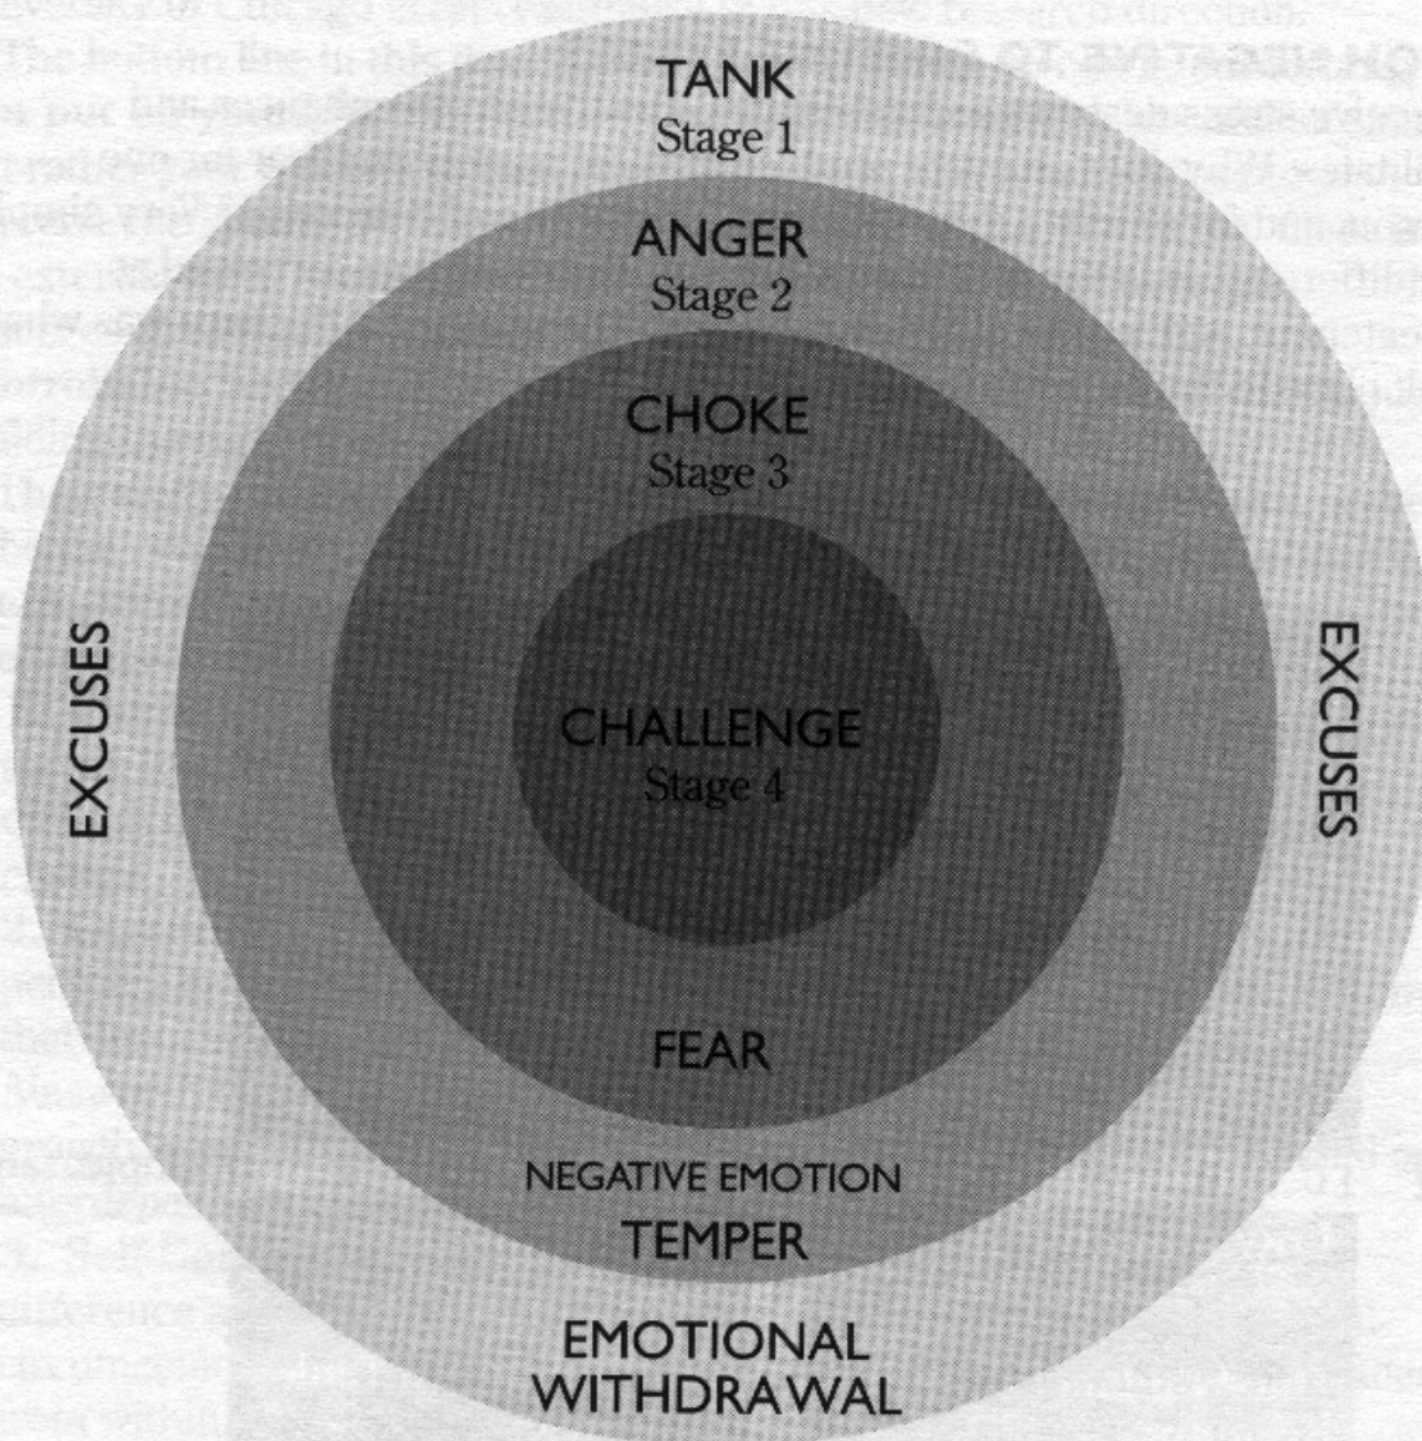 TANK
Stage 1
ANGER
Stage 2
CHOKE
Stage 3
EXCUSES
EXCUSES
CHALLENGE
Stage 4
FEAR
NEGATIVE EMOTION
TEMPER
EMOTIONAL
WITHDRAWAL